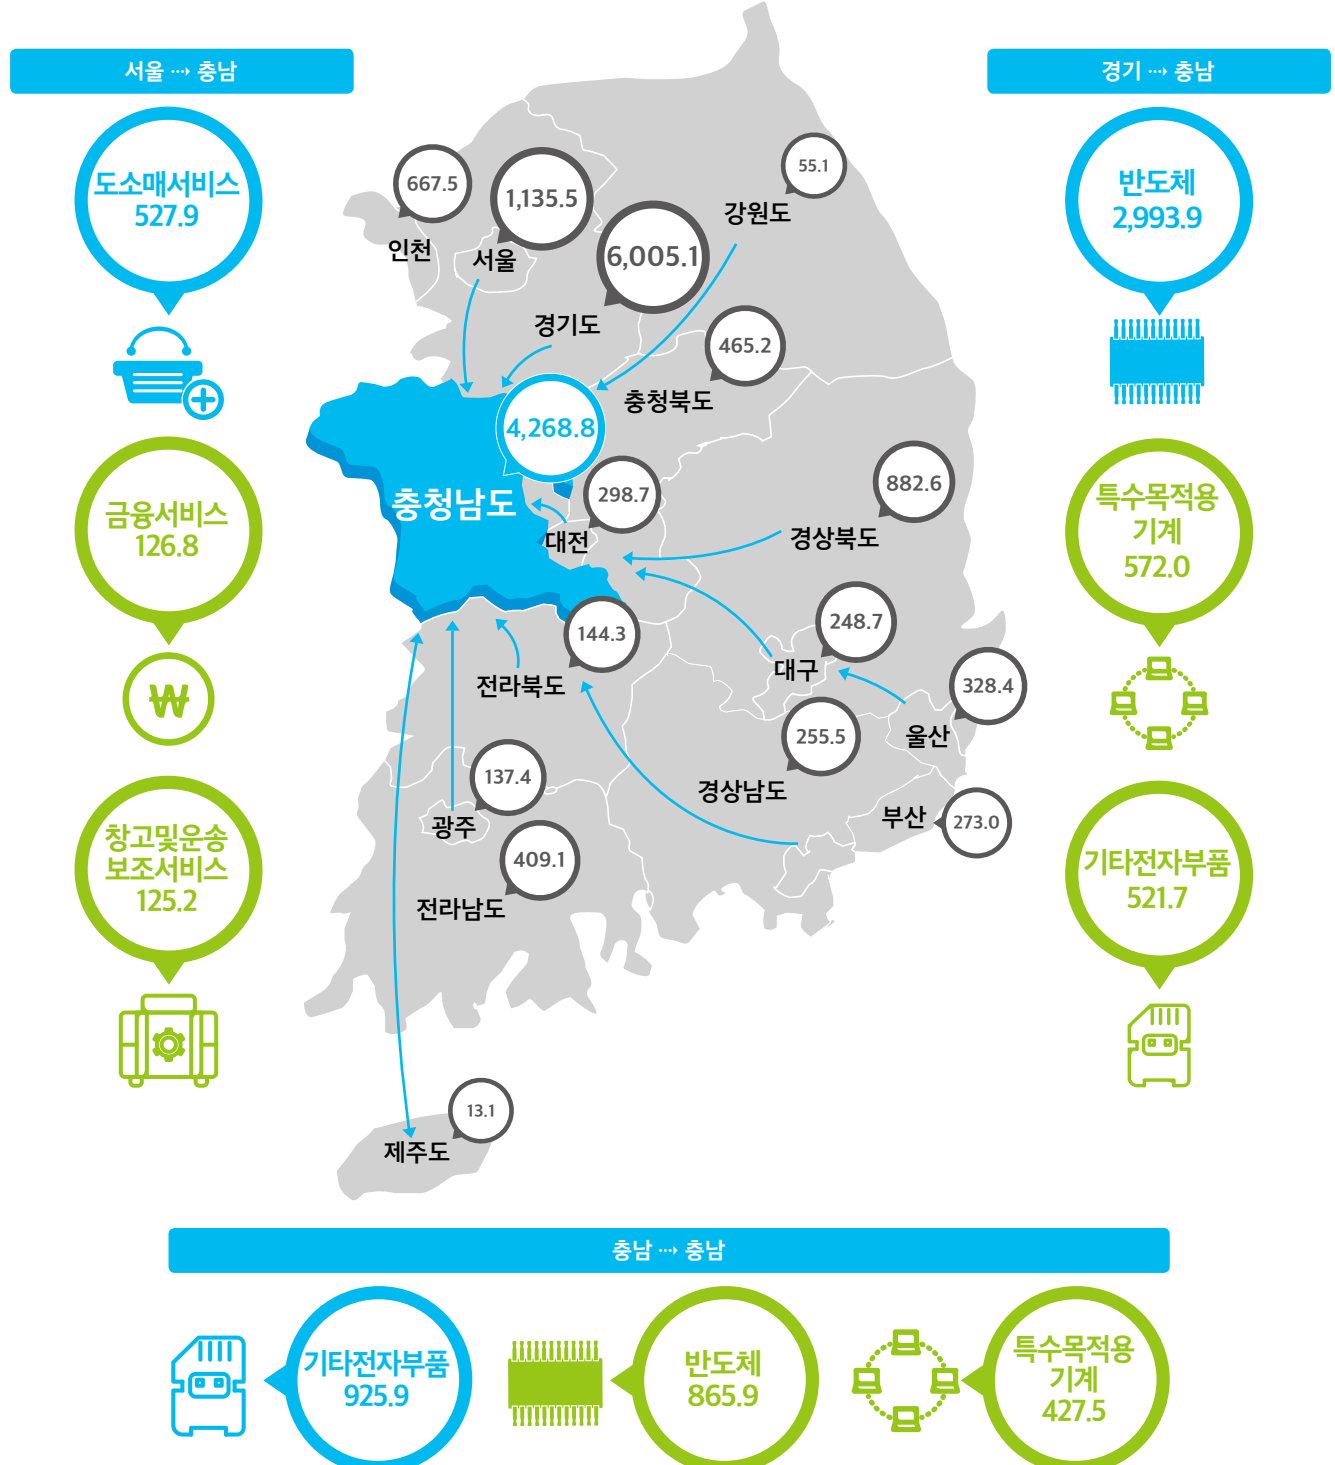 서울 ···› 충남
도소매서비스
527.9
금융서비스
126.8
₩
창고및운송
보조서비스
125.2
667.5
인천
1,135.5
서울
6,005.1
경기도
55.1
강원도
465.2
충청북도
4,268.8
충청남도
298.7
대전
882.6
경상북도
144.3
전라북도
248.7
대구
328.4
울산
255.5
경상남도
273.0
부산
137.4
광주
409.1
전라남도
13.1
제주도
경기 ···› 충남
반도체
2,993.9
특수목적용
기계
572.0
기타전자부품
521.7
충남 ···› 충남
기타전자부품
925.9
반도체
865.9
특수목적용
기계
427.5